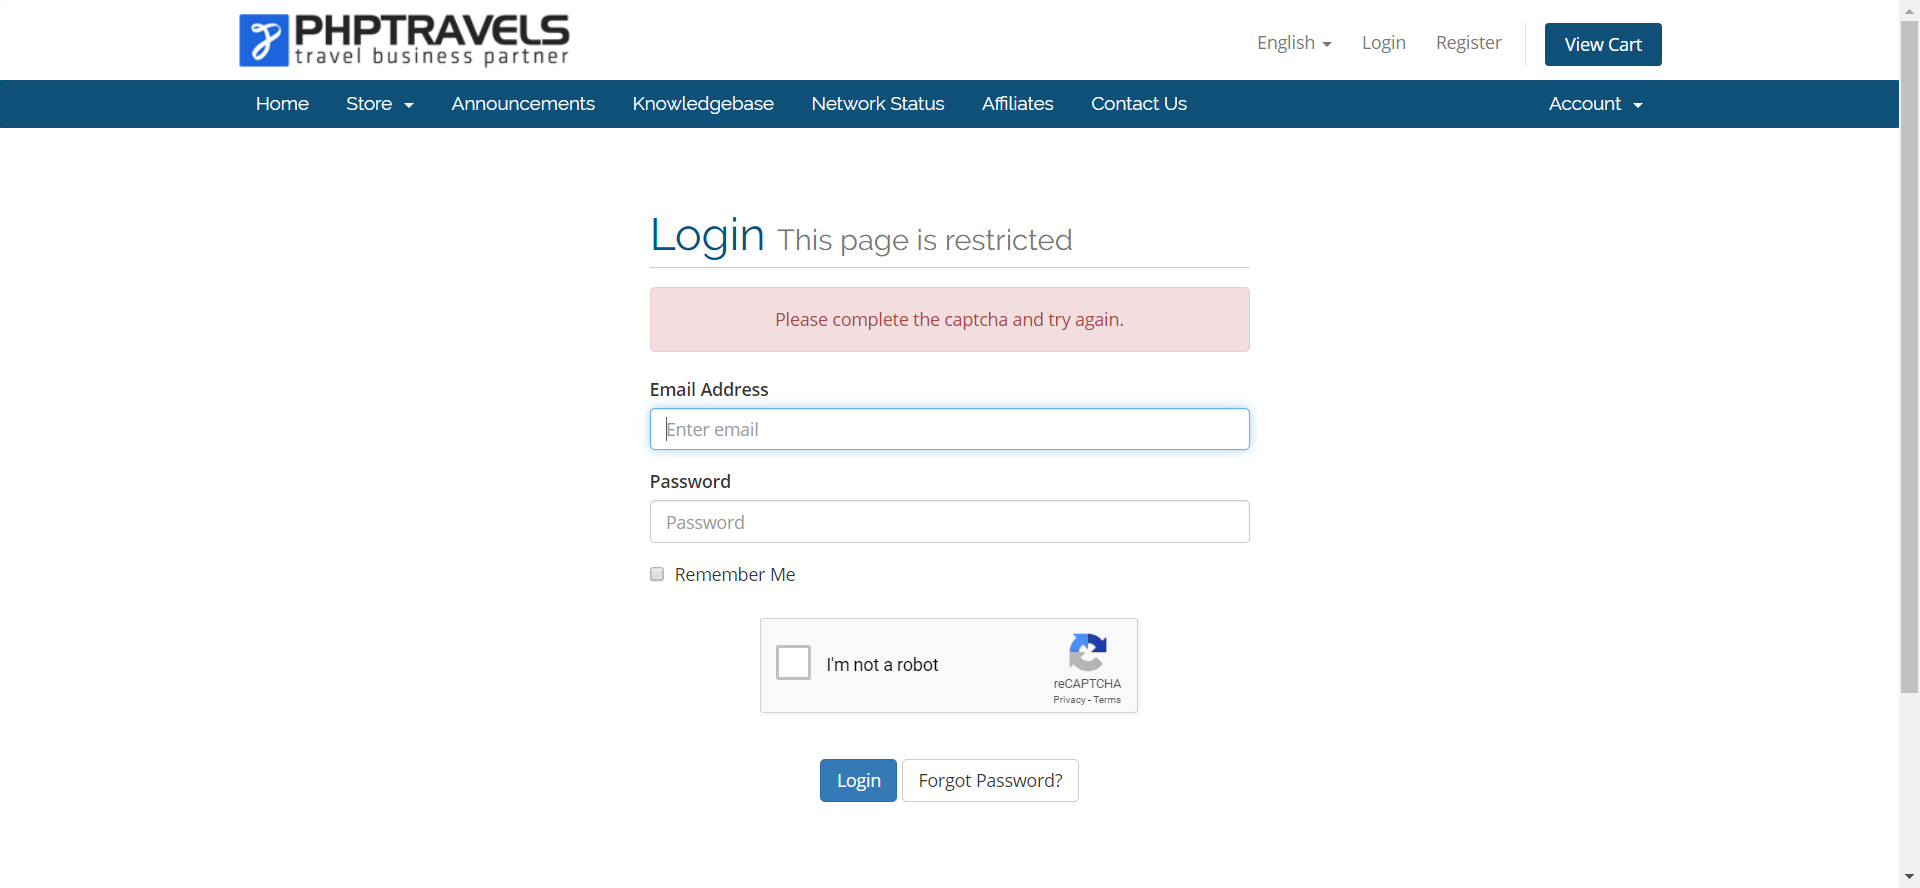 PHPTRAVELS
travel business partner
English Login Register View Cart
Home Store Announcements Knowledgebase Network Status Affiliates Contact Us Account
Login This page is restricted
Please complete the captcha and try again.
Email Address
Enter email
Password
Password
Remember Me
I'm not a robot
reCAPTCHA
Privacy - Terms
Login Forgot Password?